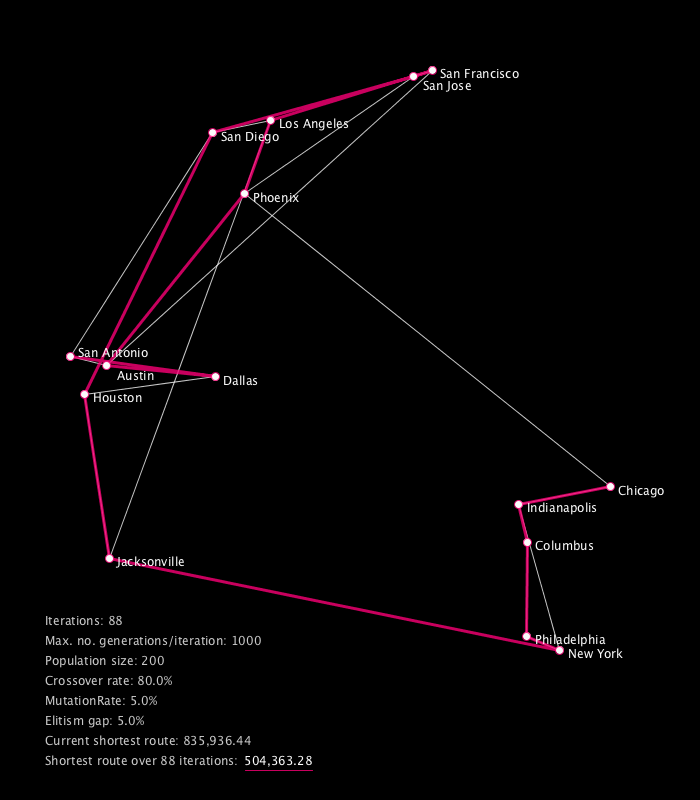 San Francisco
San Jose
Los Angeles
San Diego
Phoenix
San Antonio
Austin
Dallas
Houston
Chicago
Indianapolis
Columbus
Jacksonville
Philadelphia
New York
Iterations: 88
Max. no. generations/iteration: 1000
Population size: 200
Crossover rate: 80.0%
MutationRate: 5.0%
Elitism gap: 5.0%
Current shortest route: 835,936.44
Shortest route over 88 iterations: 504,363.28